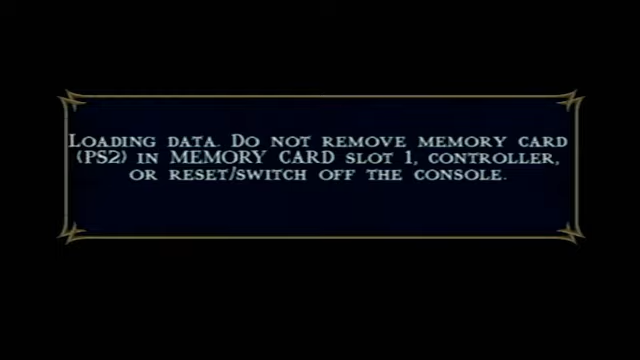 Loading data. Do not remove memory card
(PS2) in MEMORY CARD slot 1, controller,
or reset/switch off the console.